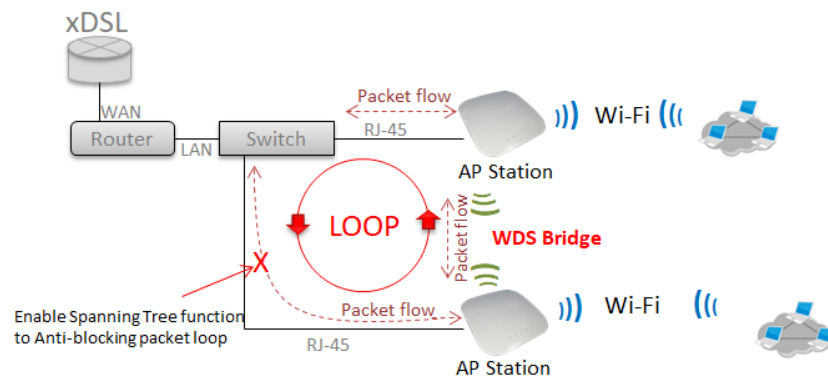 xDSL
WAN
Router
LAN
Switch
Packet flow
RJ-45
Wi-Fi
AP Station
LOOP
Packet flow
WDS Bridge
X
Enable Spanning Tree function
to Anti-blocking packet loop
Packet flow
RJ-45
Wi-Fi
AP Station